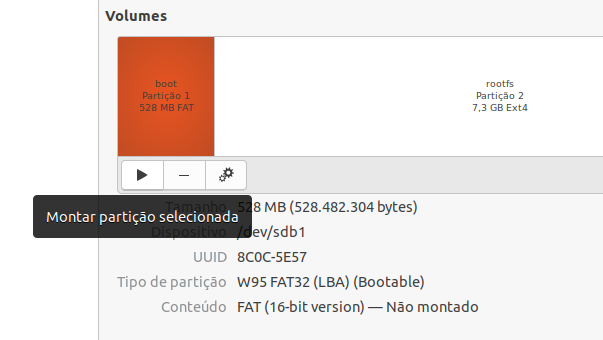 Volumes
boot
Partição 1
528 MB FAT
rootfs
Partição 2
7,3 GB Ext4
Tamanho 528 MB (528.482.304 bytes)
Montar partição selecionada
Dispositivo /dev/sdb1
UUID 8C0C-5E57
Tipo de partição W95 FAT32 (LBA) (Bootable)
Conteúdo FAT (16-bit version) — Não montado